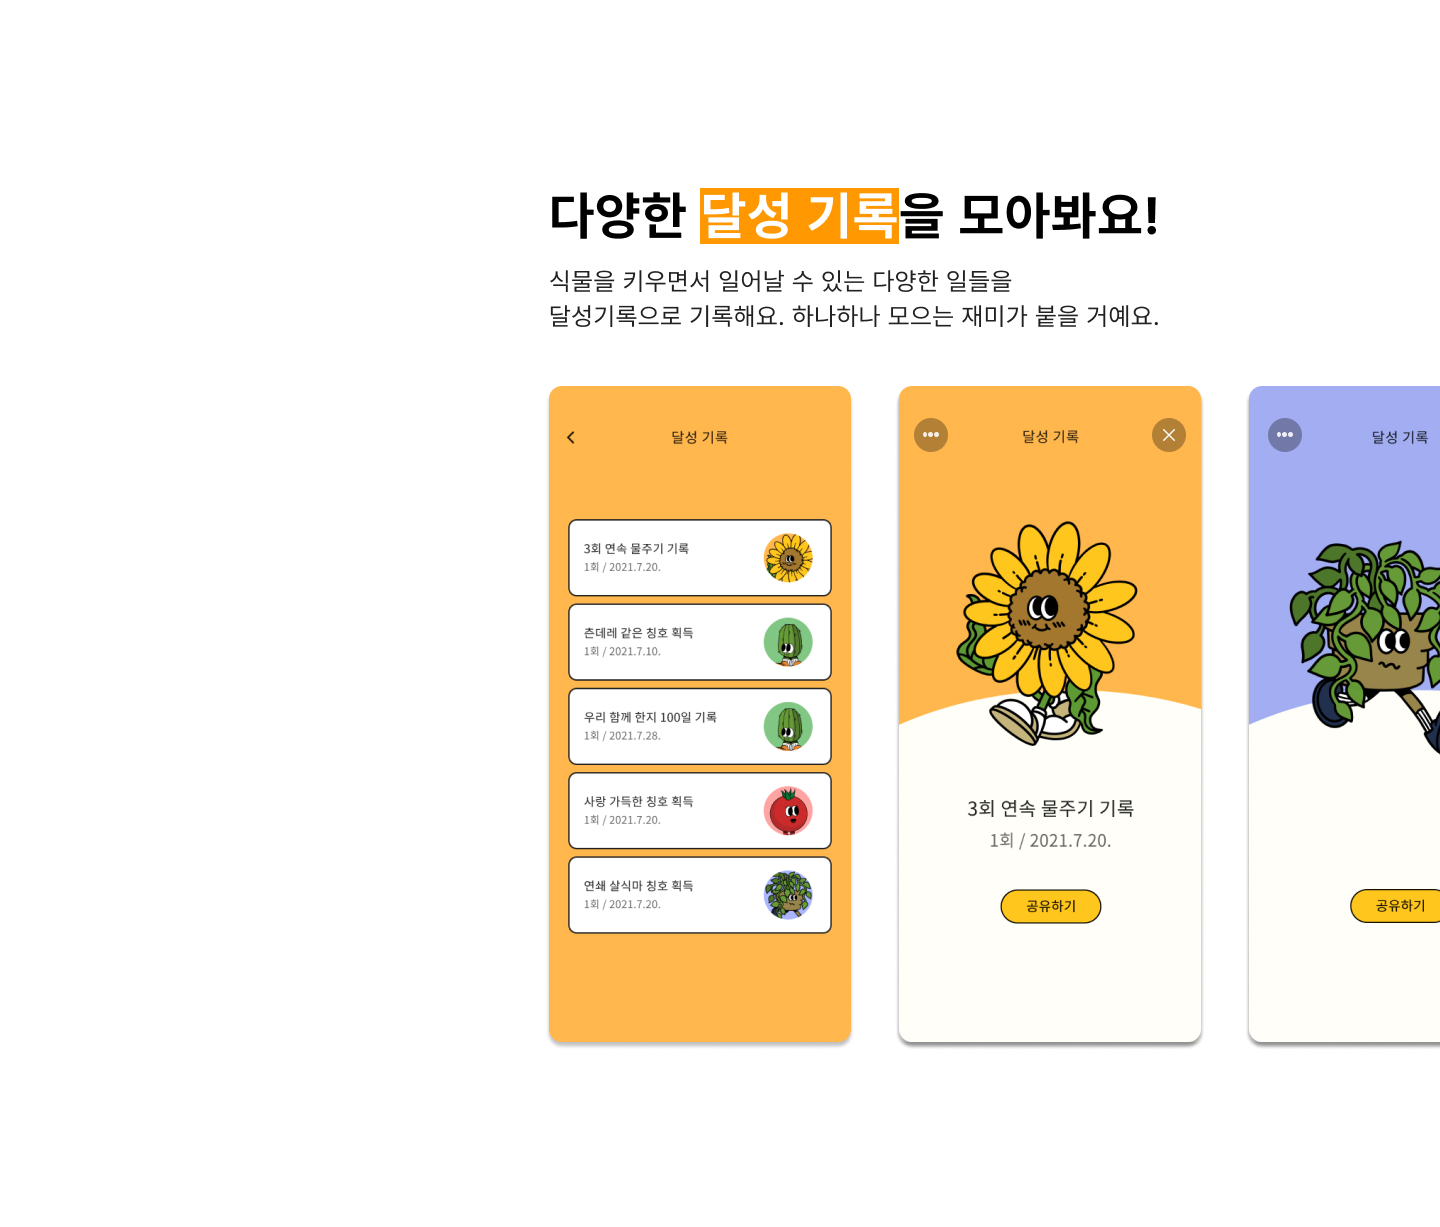 다양한 달성 기록을 모아봐요!
식물을 키우면서 일어날 수 있는 다양한 일들을
달성기록으로 기록해요. 하나하나 모으는 재미가 붙을 거예요.
달성 기록
3회 연속 물주기 기록
1회 / 2021.7.20.
츤데레 같은 칭호 획득
1회 / 2021.7.10.
우리 함께 한지 100일 기록
1회 / 2021.7.28.
사랑 가득한 칭호 획득
1회 / 2021.7.20.
연쇄 살식마 칭호 획득
1회 / 2021.7.20.
달성 기록
3회 연속 물주기 기록
1회 / 2021.7.20.
공유하기
달성 기록
공유하기